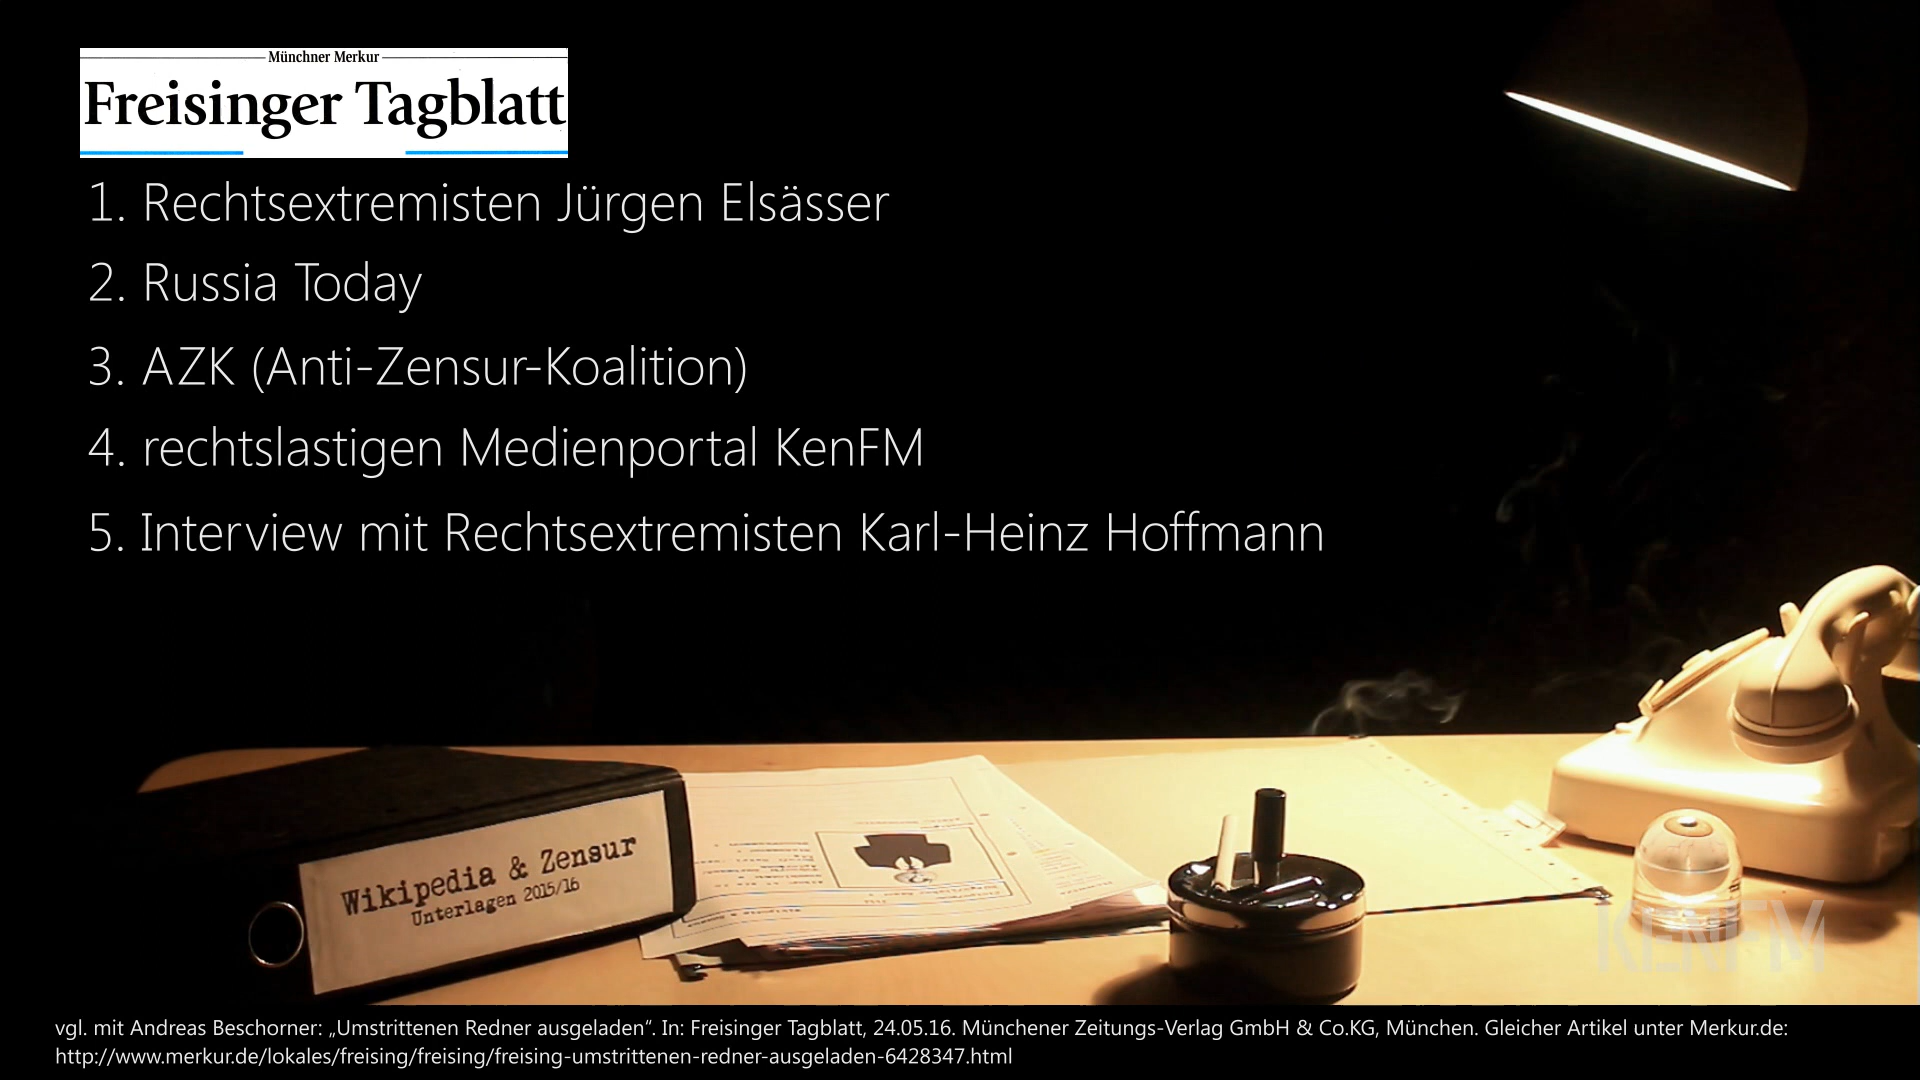 Münchner Merkur
Freisinger Tagblatt
1. Rechtsextremisten Jürgen Elsässer
2. Russia Today
3. AZK (Anti-Zensur-Koalition)
4. rechtslastigen Medienportal KenFM
5. Interview mit Rechtsextremisten Karl-Heinz Hoffmann
Wikipedia & Zensur
Unterlagen 2015/16
KENFM
vgl. mit Andreas Beschorner: „Umstrittenen Redner ausgeladen“. In: Freisinger Tagblatt, 24.05.16. Münchener Zeitungs-Verlag GmbH & Co.KG, München. Gleicher Artikel unter Merkur.de:
http://www.merkur.de/lokales/freising/freising/freising-umstrittenen-redner-ausgeladen-6428347.html